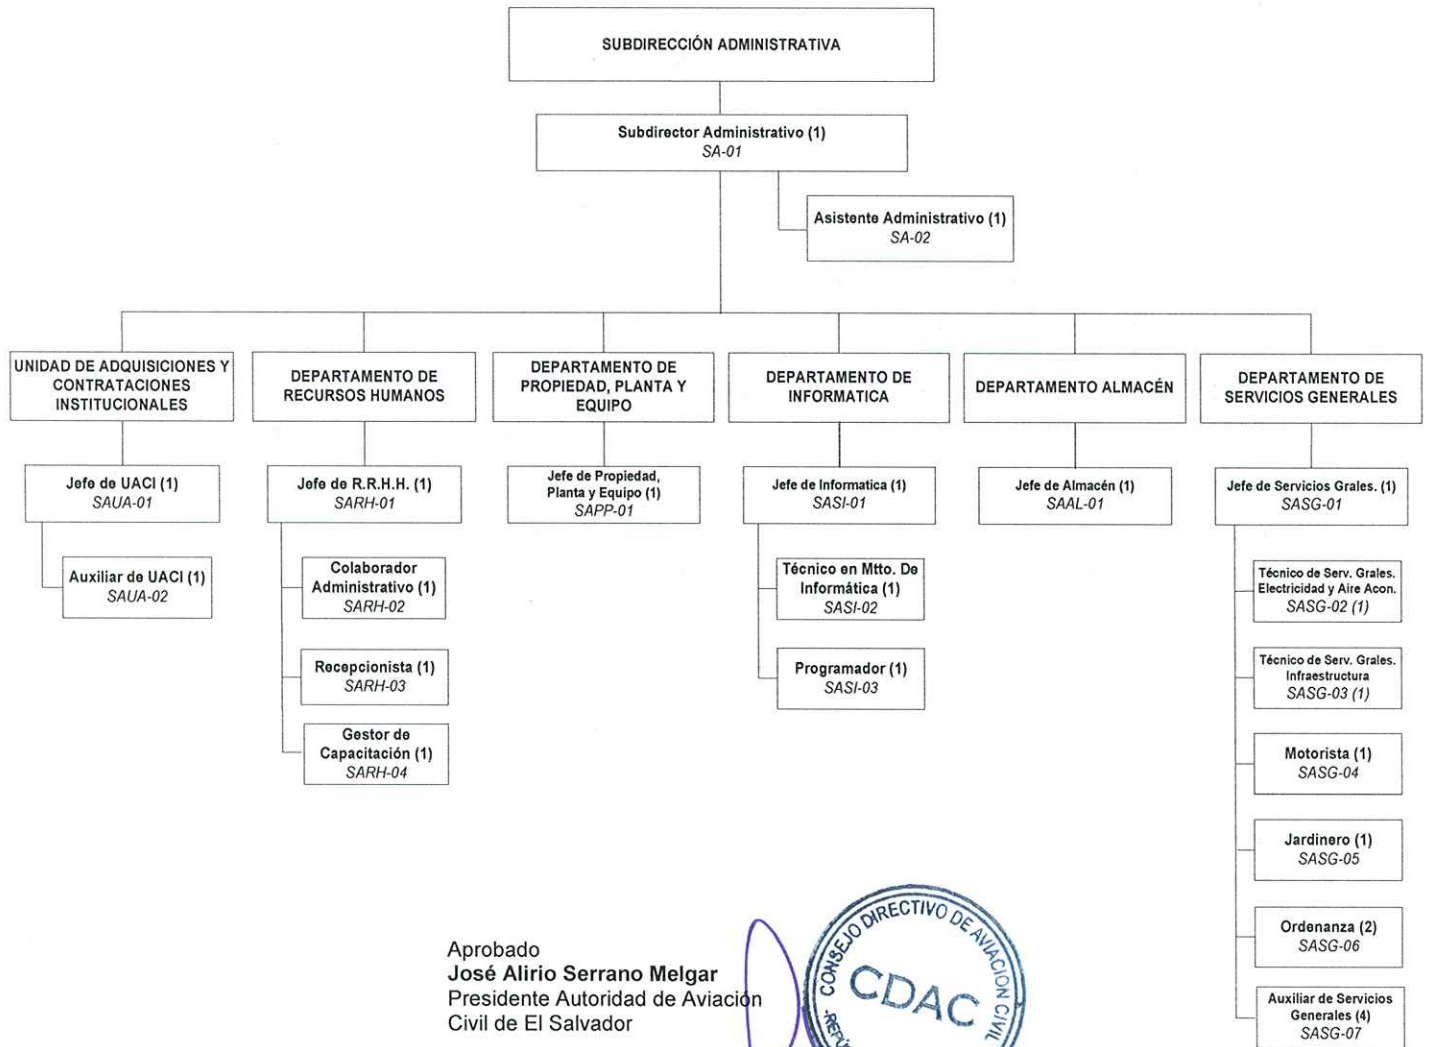 SUBDIRECCIÓN ADMINISTRATIVA
Subdirector Administrativo (1)
SA-01
Asistente Administrativo (1)
SA-02
UNIDAD DE ADQUISICIONES Y
CONTRATACIONES
INSTITUCIONALES
Jefe de UACI (1)
SAUA-01
Auxiliar de UACI (1)
SAUA-02
DEPARTAMENTO DE
RECURSOS HUMANOS
Jefe de R.R.H.H. (1)
SARH-01
Colaborador
Administrativo (1)
SARH-02
Recepcionista (1)
SARH-03
Gestor de
Capacitación (1)
SARH-04
DEPARTAMENTO DE
PROPIEDAD, PLANTA Y
EQUIPO
Jefe de Propiedad,
Planta y Equipo (1)
SAPP-01
DEPARTAMENTO DE
INFORMATICA
Jefe de Informatica (1)
SASI-01
Técnico en Mtto. De
Informática (1)
SASI-02
Programador (1)
SASI-03
DEPARTAMENTO ALMACÉN
Jefe de Almacén (1)
SAAL-01
DEPARTAMENTO DE
SERVICIOS GENERALES
Jefe de Servicios Grales. (1)
SASG-01
Técnico de Serv. Grales.
Electricidad y Aire Acon.
SASG-02 (1)
Técnico de Serv. Grales.
Infraestructura
SASG-03 (1)
Motorista (1)
SASG-04
Jardinero (1)
SASG-05
Ordenanza (2)
SASG-06
Auxiliar de Servicios
Generales (4)
SASG-07
Aprobado
José Alirio Serrano Melgar
Presidente Autoridad de Aviación
Civil de El Salvador
CONSEJO DIRECTIVO DE AVIACION CIVIL
CDAC